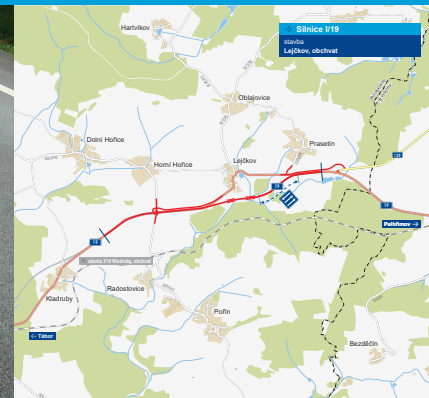 → Silnice I/19
stavba
Lejčkov, obchvat
Hartvíkov
Oblajovice
Prasetín
Dolní Hořice
Horní Hořice
Lejčkov
129
19
19
Pelhřimov →
19
stavba I/19 Kladruby, obchvat
Radostovice
Kladruby
Pořín
← Tábor
Bezděčín